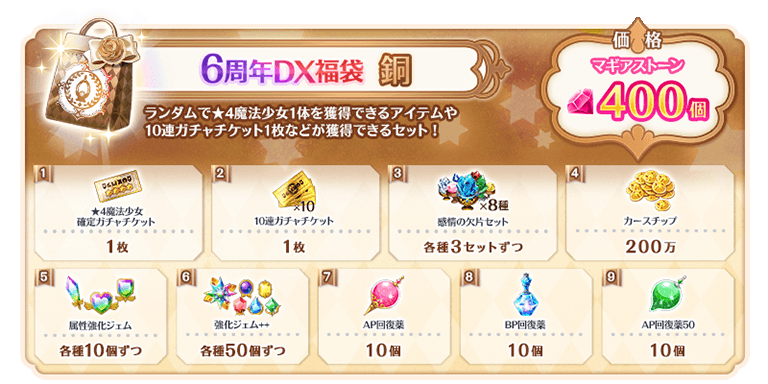 6周年DX福袋 銅
価格
マギアストーン
400個
ランダムで★4魔法少女1体を獲得できるアイテムや
10連ガチャチケット1枚などが獲得できるセット！
1
★4魔法少女
確定ガチャチケット
1枚
2
×10
10連ガチャチケット
1枚
3
×8種
感情の欠片セット
各種3セットずつ
4
カースチップ
200万
5
属性強化ジェム
各種10個ずつ
6
強化ジェム++
各種50個ずつ
7
AP回復薬
10個
8
BP回復薬
10個
9
AP回復薬50
10個